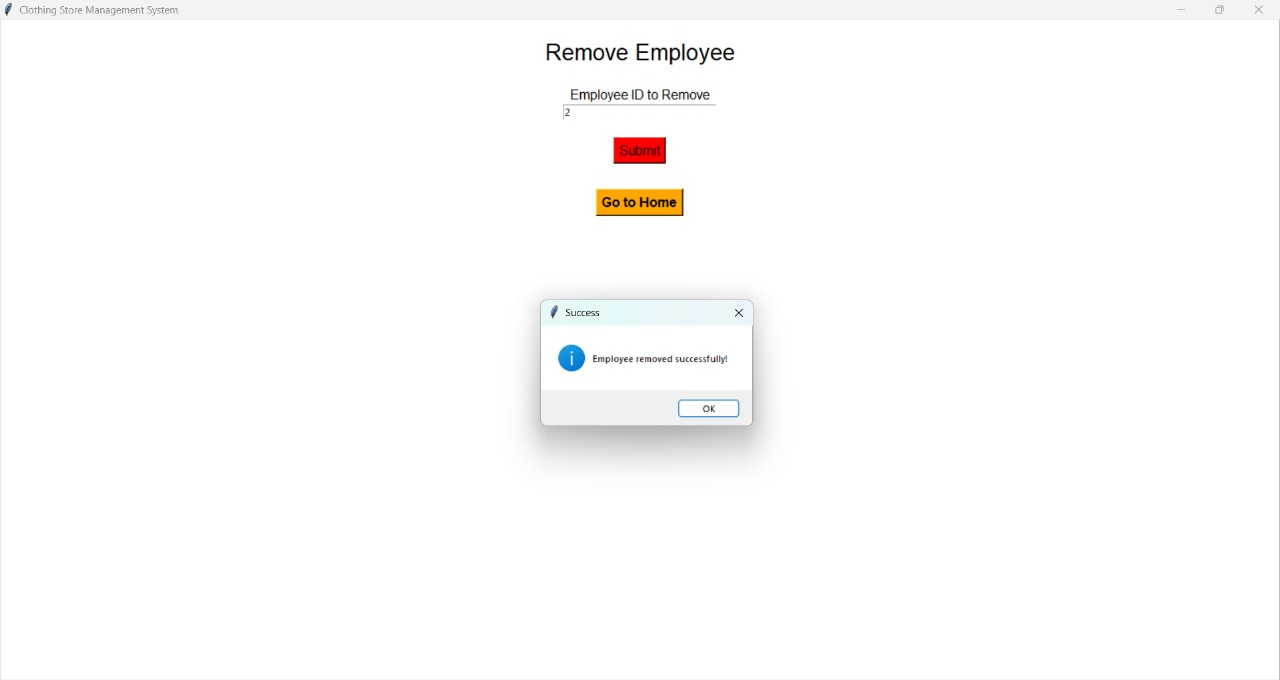 Clothing Store Management System
Remove Employee
Employee ID to Remove
2
Submit
Go to Home
Success
Employee removed successfully!
OK